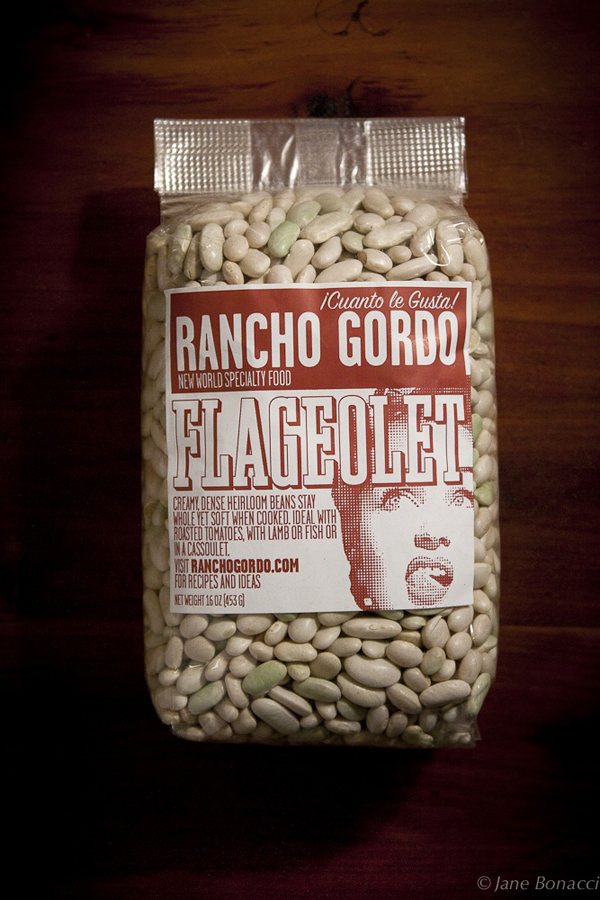 ¡Cuanto le Gusta!
RANCHO GORDO
NEW WORLD SPECIALTY FOOD
FLAGEOLET
CREAMY, DENSE HEIRLOOM BEANS STAY
WHOLE YET SOFT WHEN COOKED. IDEAL WITH
ROASTED TOMATOES, WITH LAMB OR FISH OR
IN A CASSOULET.
VISIT RANCHOGORDO.COM
FOR RECIPES AND IDEAS
NET WEIGHT 16 OZ (453 G)
© Jane Bonacci